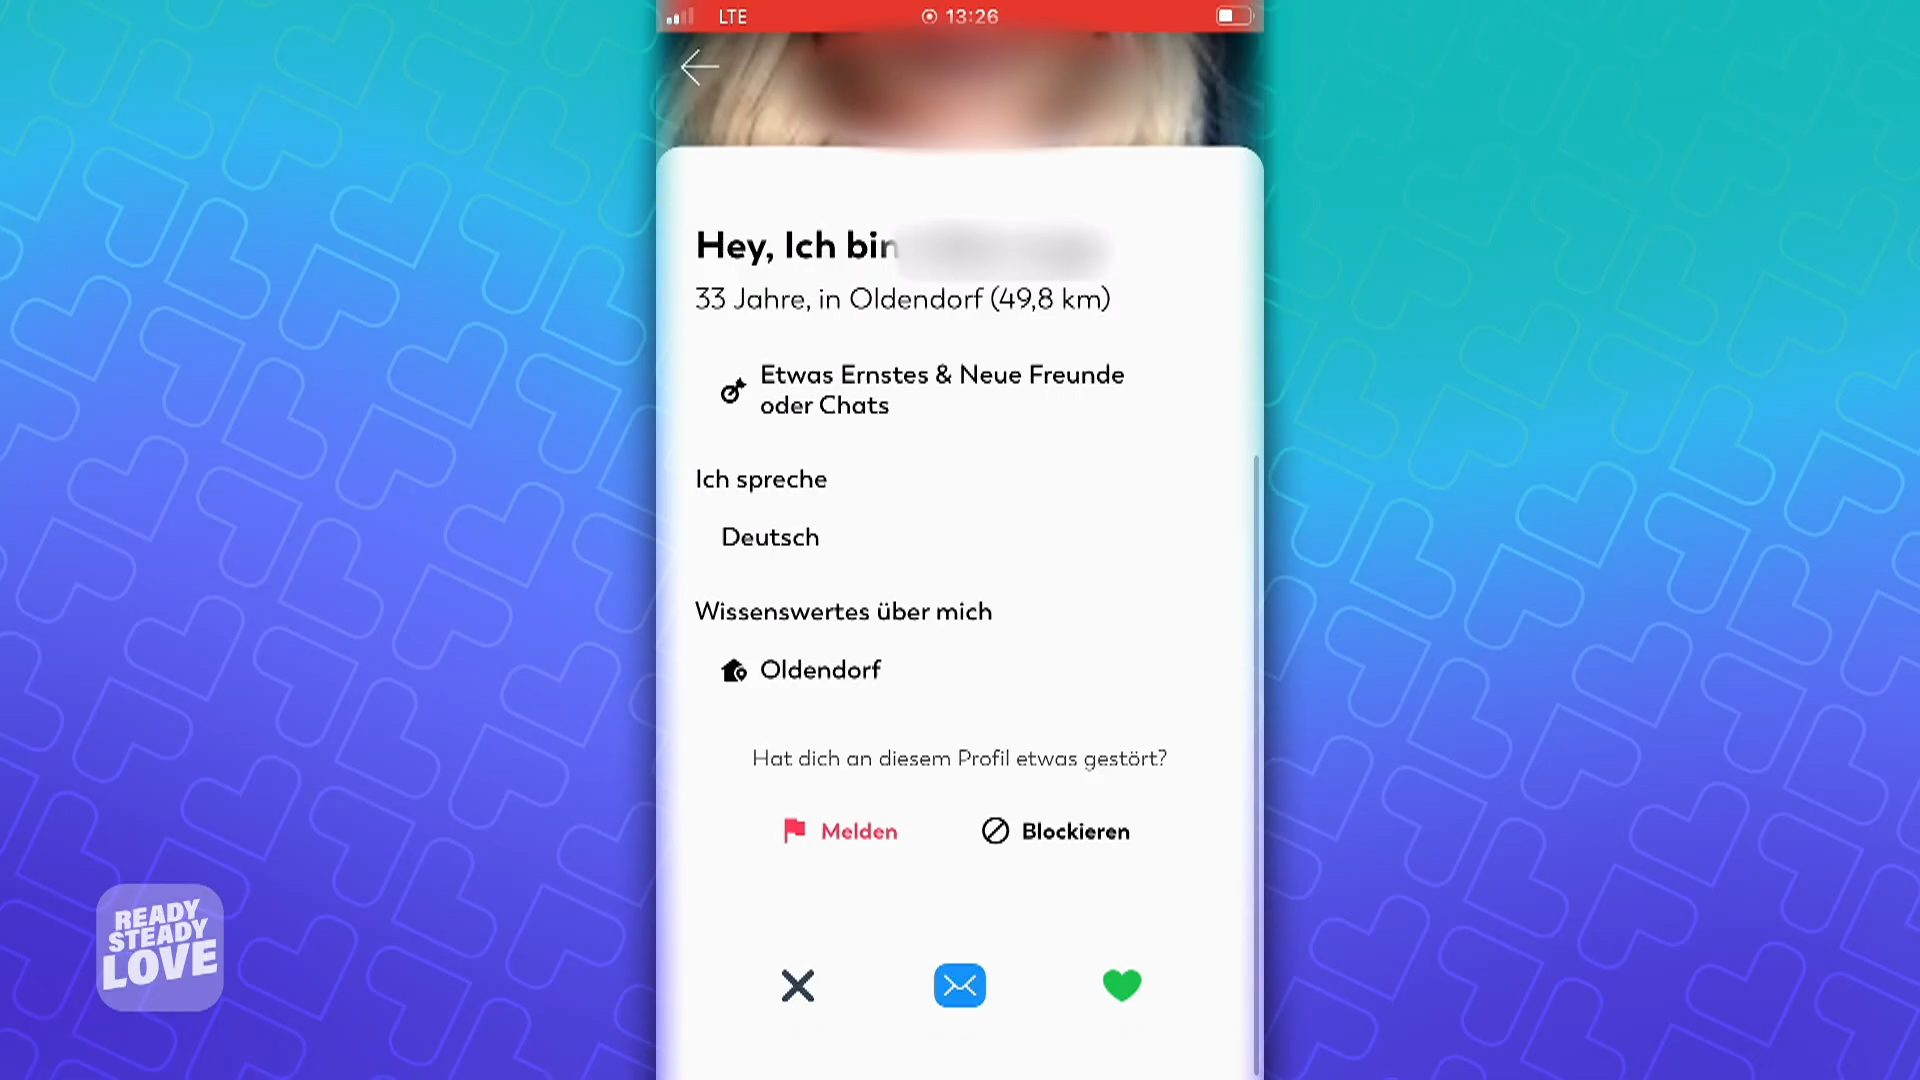 LTE 13:26
Hey, Ich bin
33 Jahre, in Oldendorf (49,8 km)
Etwas Ernstes & Neue Freunde
oder Chats
Ich spreche
Deutsch
Wissenswertes über mich
Oldendorf
Hat dich an diesem Profil etwas gestört?
Melden Blockieren
READY
STEADY
LOVE